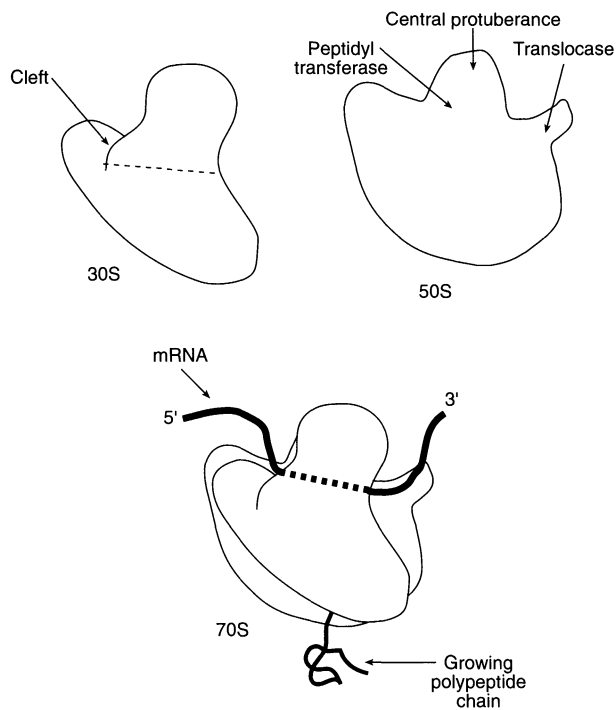 Central protuberance
Peptidyl
transferase
Translocase
Cleft
30S
50S
mRNA
5'
3'
70S
Growing
polypeptide
chain